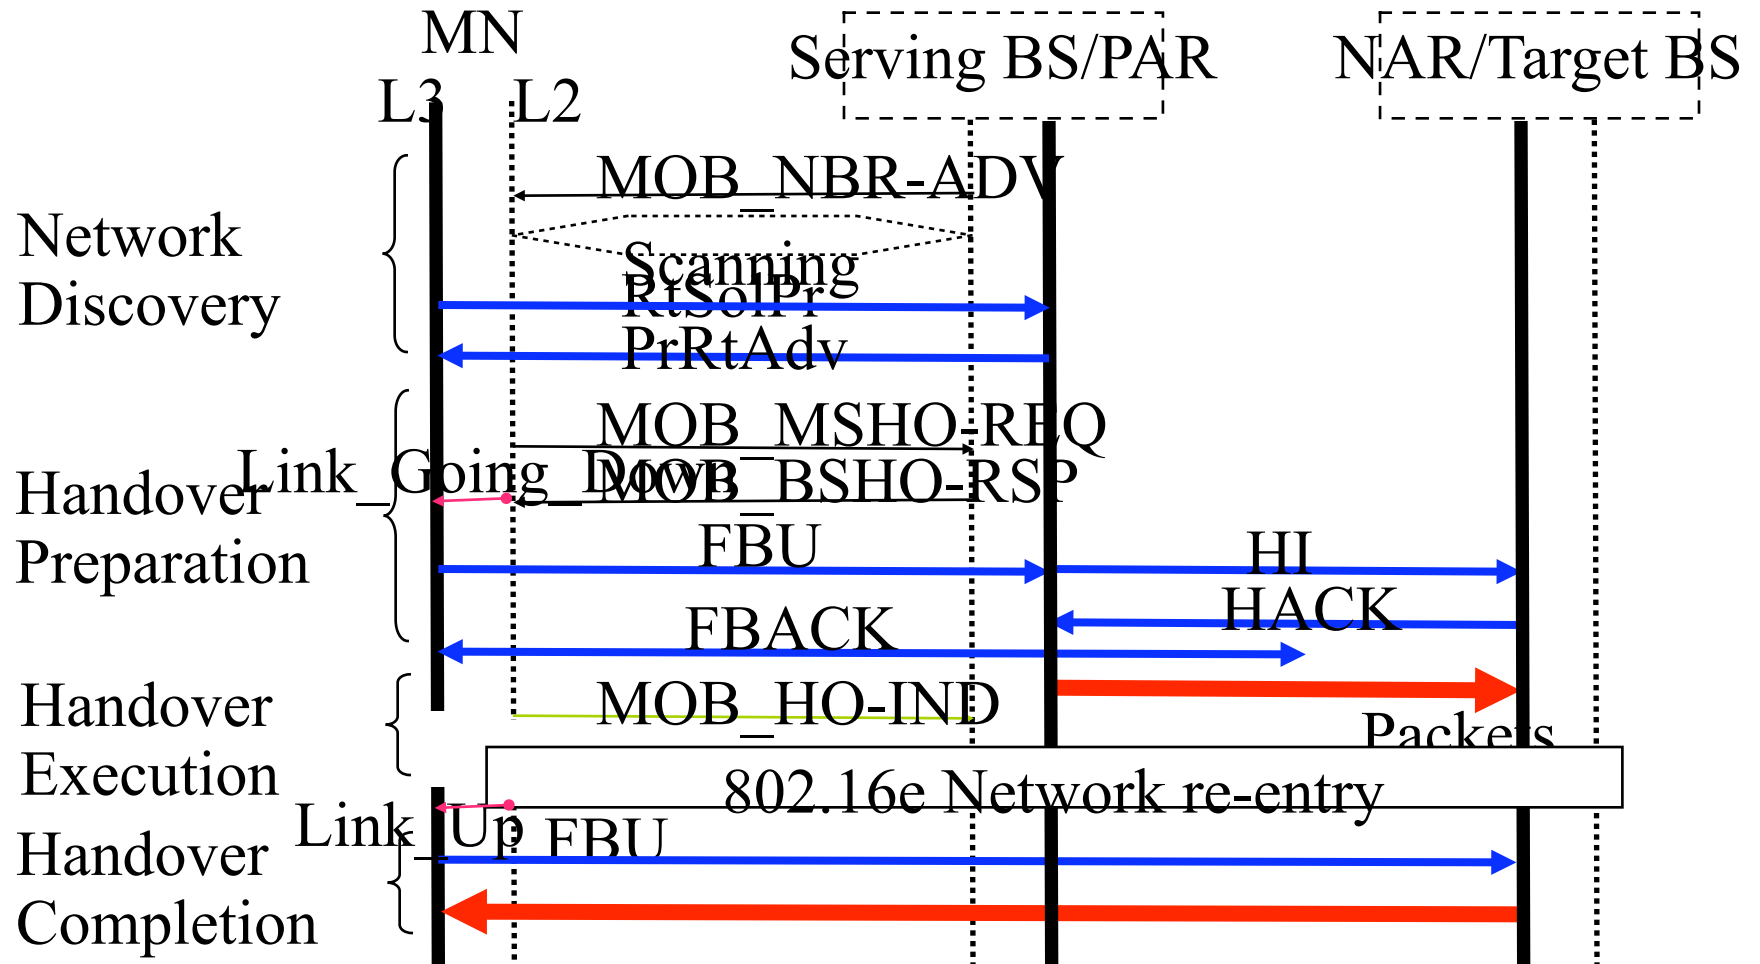 MN
Serving BS/PAR
NAR/Target BS
L3
L2
MOB_NBR-ADV
Network
Discovery
Scanning
RtSolPr
PrRtAdv
MOB_MSHO-REQ
Link_Going_Down
MOB_BSHO-RSP
Handover
Preparation
FBU
HI
HACK
FBACK
Handover
Execution
MOB_HO-IND
Packets
802.16e Network re-entry
Link_Up
FBU
Handover
Completion